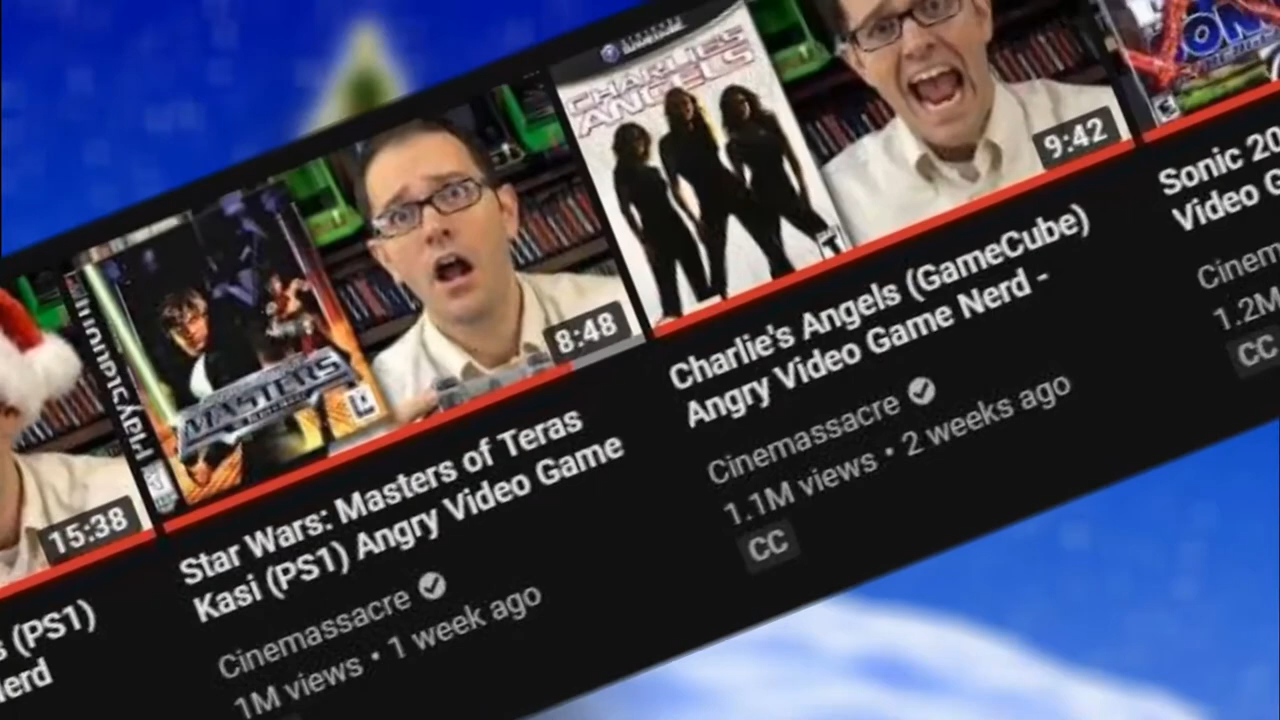 PlayStation
MASTERS
15:38
s (PS1)
lerd
8:48
Star Wars: Masters of Teras
Kasi (PS1) Angry Video Game
Cinemassacre
1M views • 1 week ago
CHARLIE'S
ANGELS
T
9:42
Charlie's Angels (GameCube)
Angry Video Game Nerd -
Cinemassacre
1.1M views • 2 weeks ago
CC
Sonic 20
Video G
Cinem
1.2M
CC